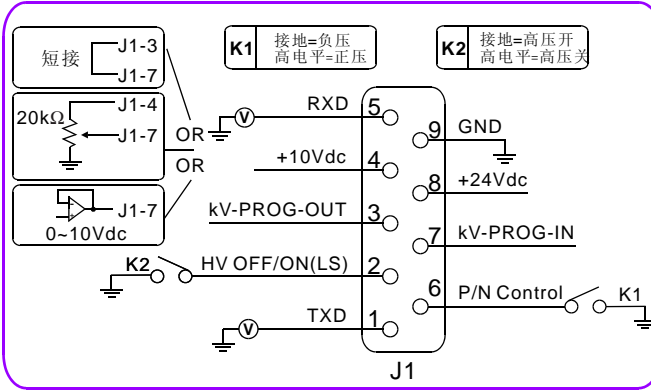 短接
J1-3
J1-7
20kΩ
J1-4
J1-7
J1-7
0~10Vdc
OR
OR
K1
接地=负压
高电平=正压
K2
接地=高压开
高电平=高压关
V
RXD
5
+10Vdc
4
kV-PROG-OUT
3
K2
HV OFF/ON(LS)
2
V
TXD
1
9
GND
8
+24Vdc
7
kV-PROG-IN
6
P/N Control
K1
J1